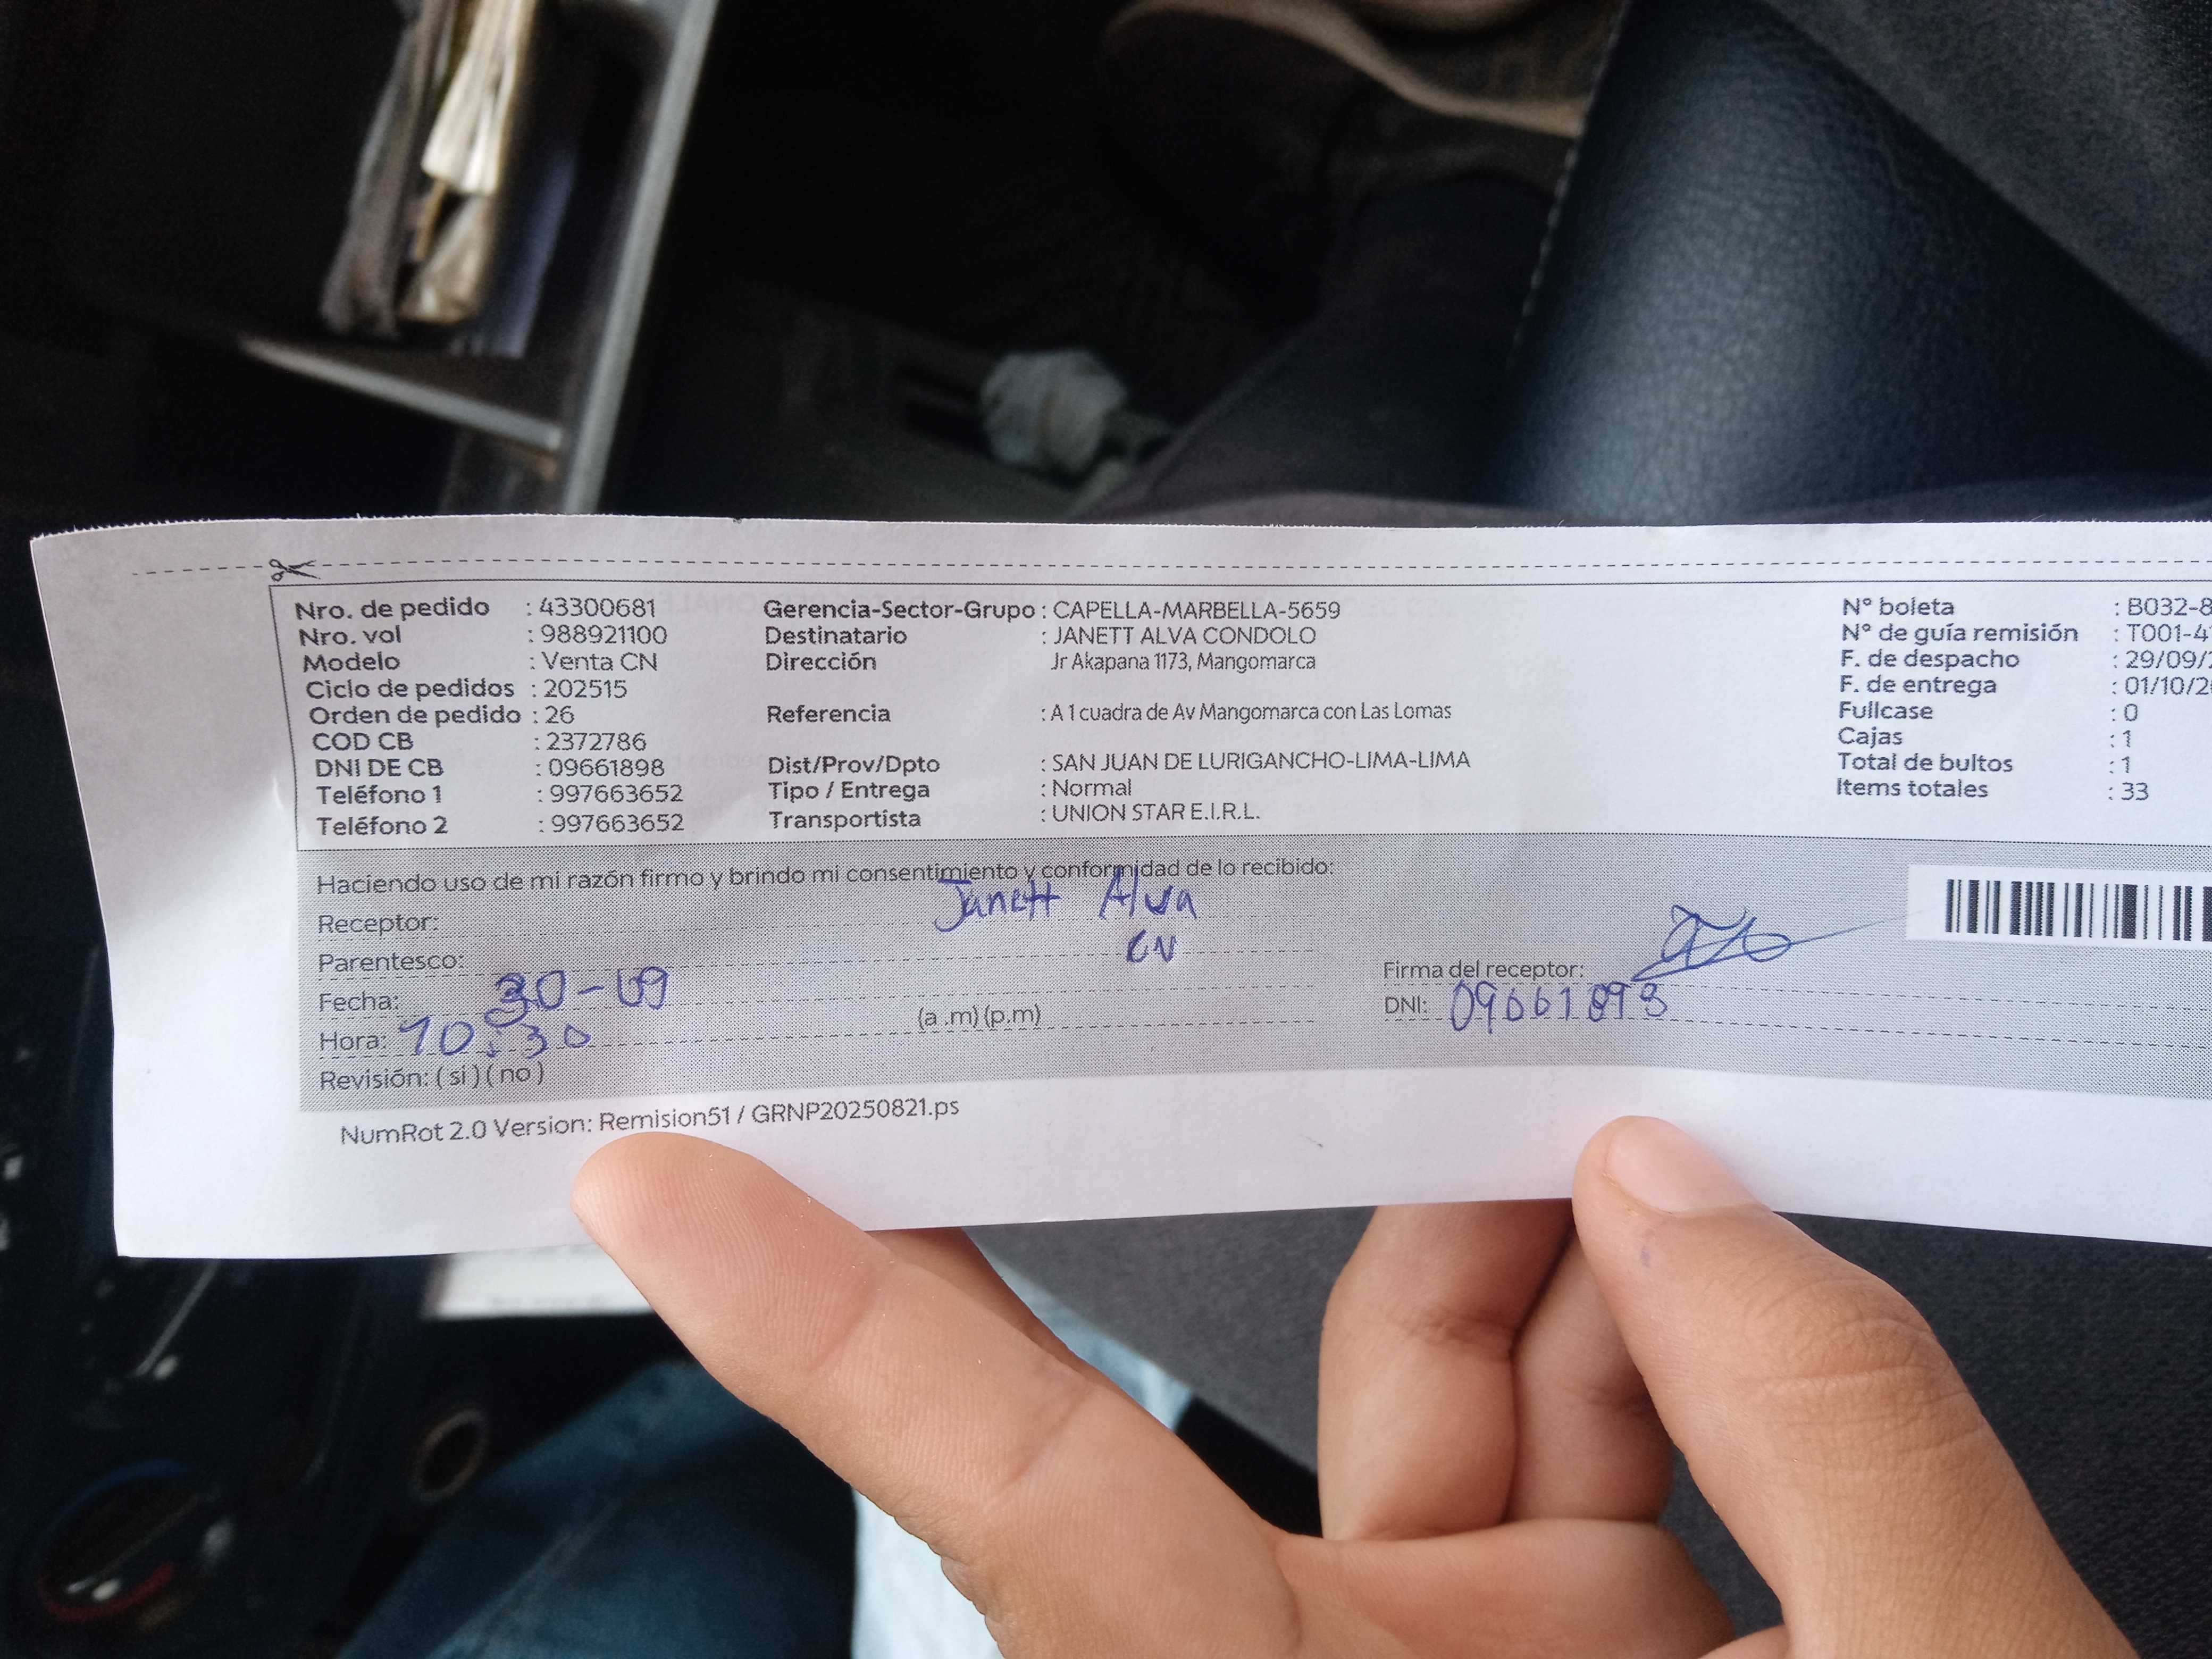 Nro. de pedido : 43300681
Nro. vol : 988921100
Modelo : Venta CN
Ciclo de pedidos : 202515
Orden de pedido : 26
COD CB : 2372786
DNI DE CB : 09661898
Teléfono 1 : 997663652
Teléfono 2 : 997663652
Gerencia-Sector-Grupo : CAPELLA-MARBELLA-5659
Destinatario : JANETT ALVA CONDOLO
Dirección Jr Akapana 1173, Mangomarca
Referencia : A 1 cuadra de Av Mangomarca con Las Lomas
Dist/Prov/Dpto : SAN JUAN DE LURIGANCHO-LIMA-LIMA
Tipo / Entrega : Normal
Transportista : UNION STAR E.I.R.L.
N° boleta : B032-8
N° de guía remisión : T001-4
F. de despacho : 29/09/2
F. de entrega : 01/10/2
Fullcase : 0
Cajas : 1
Total de bultos : 1
Items totales : 33
Haciendo uso de mi razón firmo y brindo mi consentimiento y conformidad de lo recibido:
Receptor: Janett Alva
Parentesco: CN
Fecha: 30-09
Hora: 10:30 (a .m) (p.m)
Revisión: ( si ) ( no )
Firma del receptor:
DNI: 09661898
NumRot 2.0 Version: Remision51 / GRNP20250821.ps